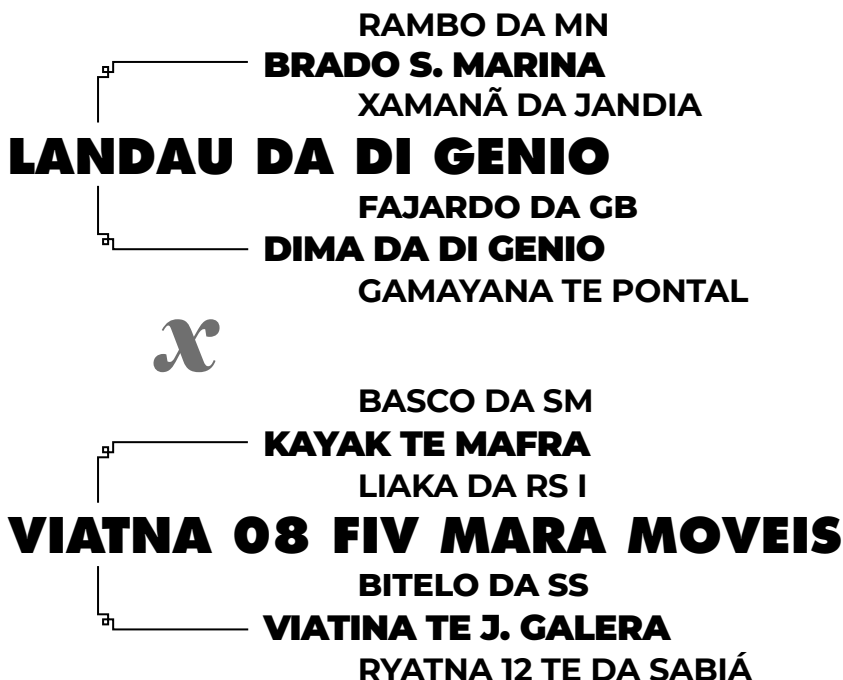 RAMBO DA MN
BRADO S. MARINA
XAMANÃ DA JANDIA
LANDAU DA DI GENIO
FAJARDO DA GB
DIMA DA DI GENIO
GAMAYANA TE PONTAL
x
BASCO DA SM
KAYAK TE MAFRA
LIAKA DA RS I
VIATNA 08 FIV MARA MOVEIS
BITELO DA SS
VIATINA TE J. GALERA
RYATNA 12 TE DA SABIÁ